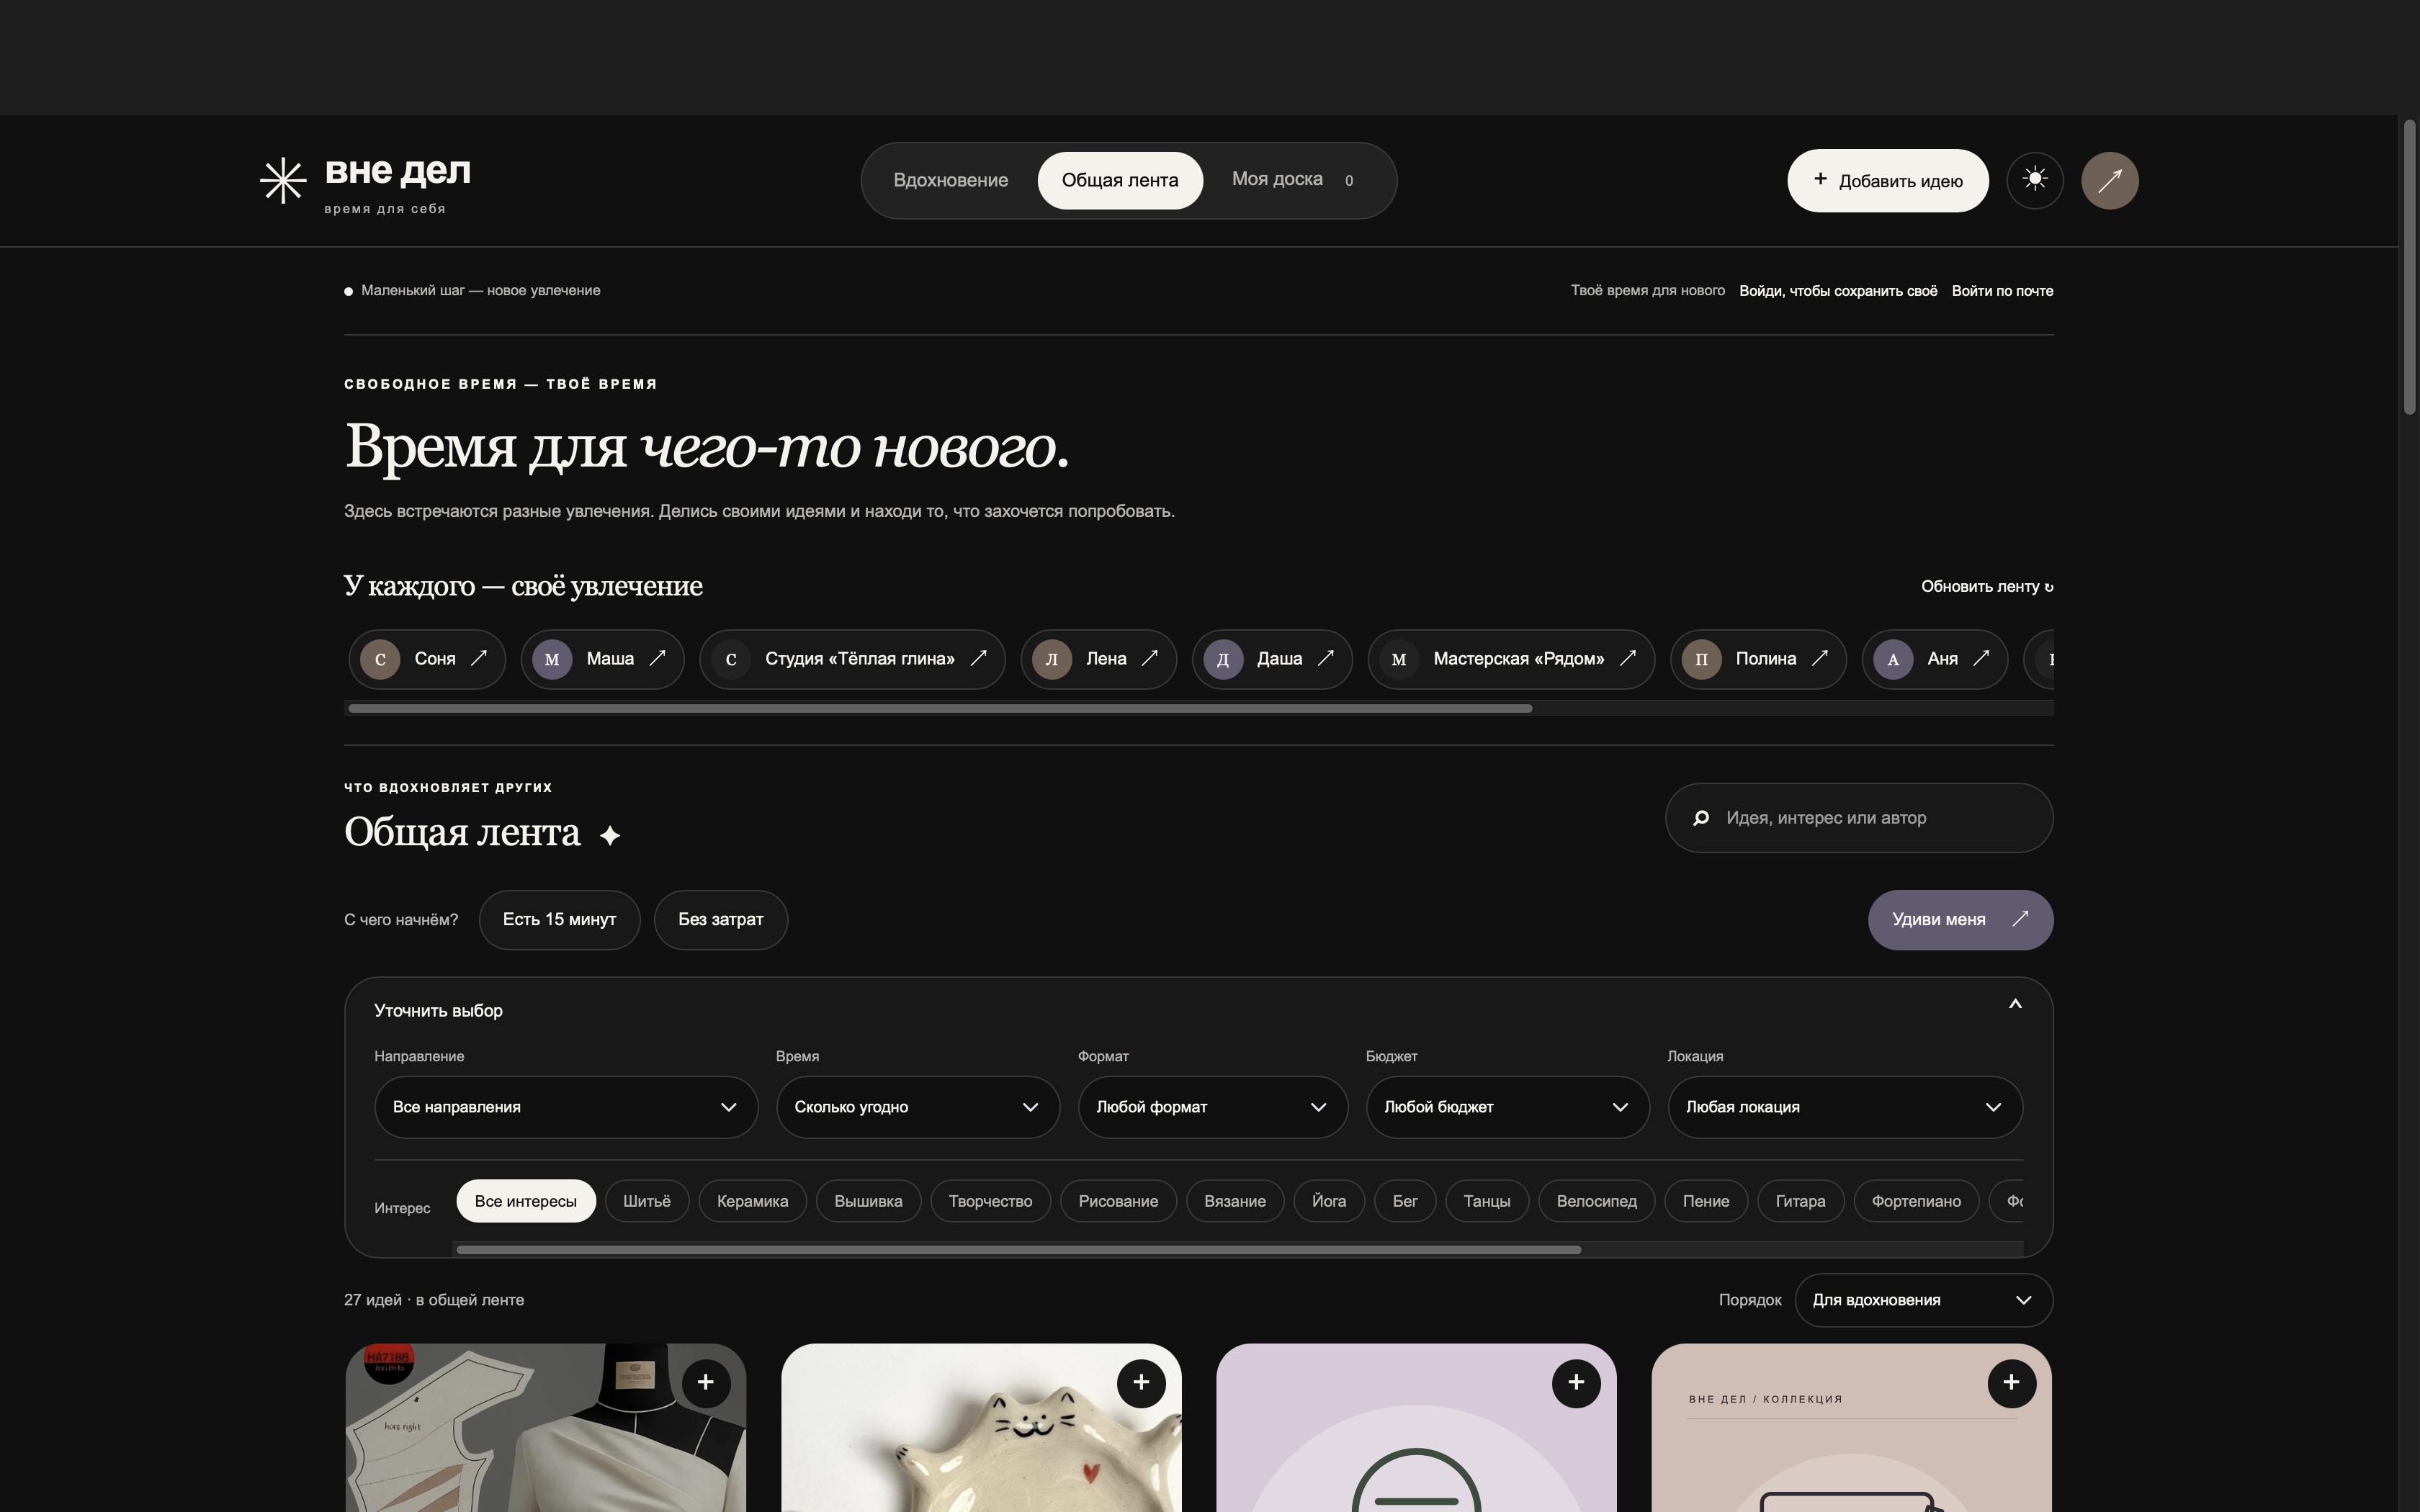 вне дел
время для себя
Вдохновение
Общая лента
Моя доска 0
+ Добавить идею
Маленький шаг — новое увлечение
Твоё время для нового Войди, чтобы сохранить своё Войти по почте
СВОБОДНОЕ ВРЕМЯ — ТВОЁ ВРЕМЯ
Время для чего-то нового.
Здесь встречаются разные увлечения. Делись своими идеями и находи то, что захочется попробовать.
У каждого — своё увлечение
Обновить ленту ↻
С Соня
М Маша
С Студия «Тёплая глина»
Л Лена
Д Даша
М Мастерская «Рядом»
П Полина
А Аня
ЧТО ВДОХНОВЛЯЕТ ДРУГИХ
Общая лента
Идея, интерес или автор
С чего начнём?
Есть 15 минут
Без затрат
Удиви меня
Уточнить выбор
Направление
Время
Формат
Бюджет
Локация
Все направления
Сколько угодно
Любой формат
Любой бюджет
Любая локация
Интерес
Все интересы
Шитьё
Керамика
Вышивка
Творчество
Рисование
Вязание
Йога
Бег
Танцы
Велосипед
Пение
Гитара
Фортепиано
27 идей · в общей ленте
Порядок
Для вдохновения
HA7188
ВНЕ ДЕЛ / КОЛЛЕКЦИЯ